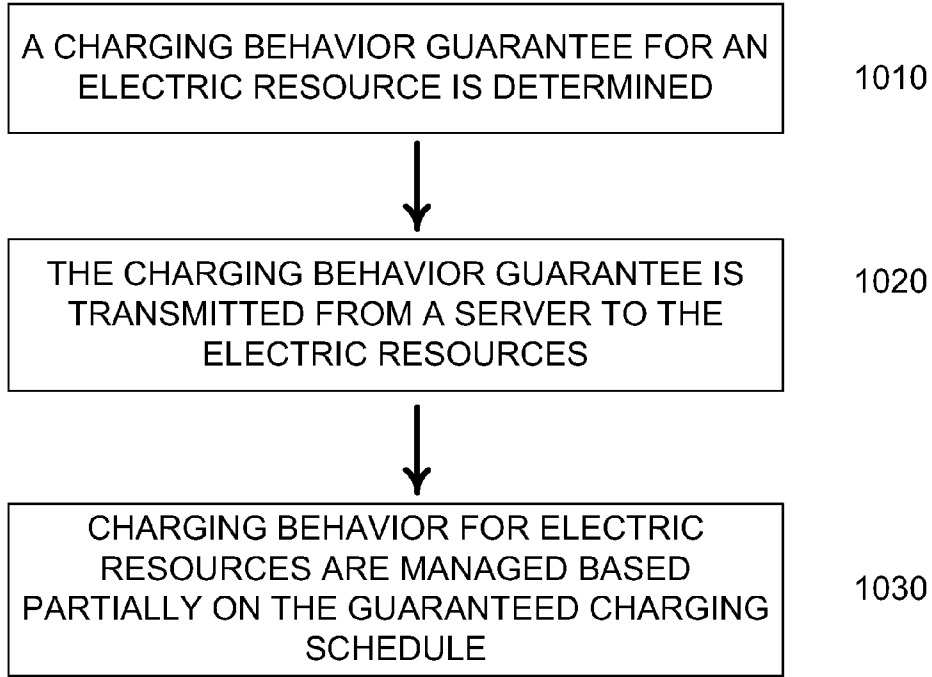 A CHARGING BEHAVIOR GUARANTEE FOR AN
ELECTRIC RESOURCE IS DETERMINED
1010
THE CHARGING BEHAVIOR GUARANTEE IS
TRANSMITTED FROM A SERVER TO THE
ELECTRIC RESOURCES
1020
CHARGING BEHAVIOR FOR ELECTRIC
RESOURCES ARE MANAGED BASED
PARTIALLY ON THE GUARANTEED CHARGING
SCHEDULE
1030